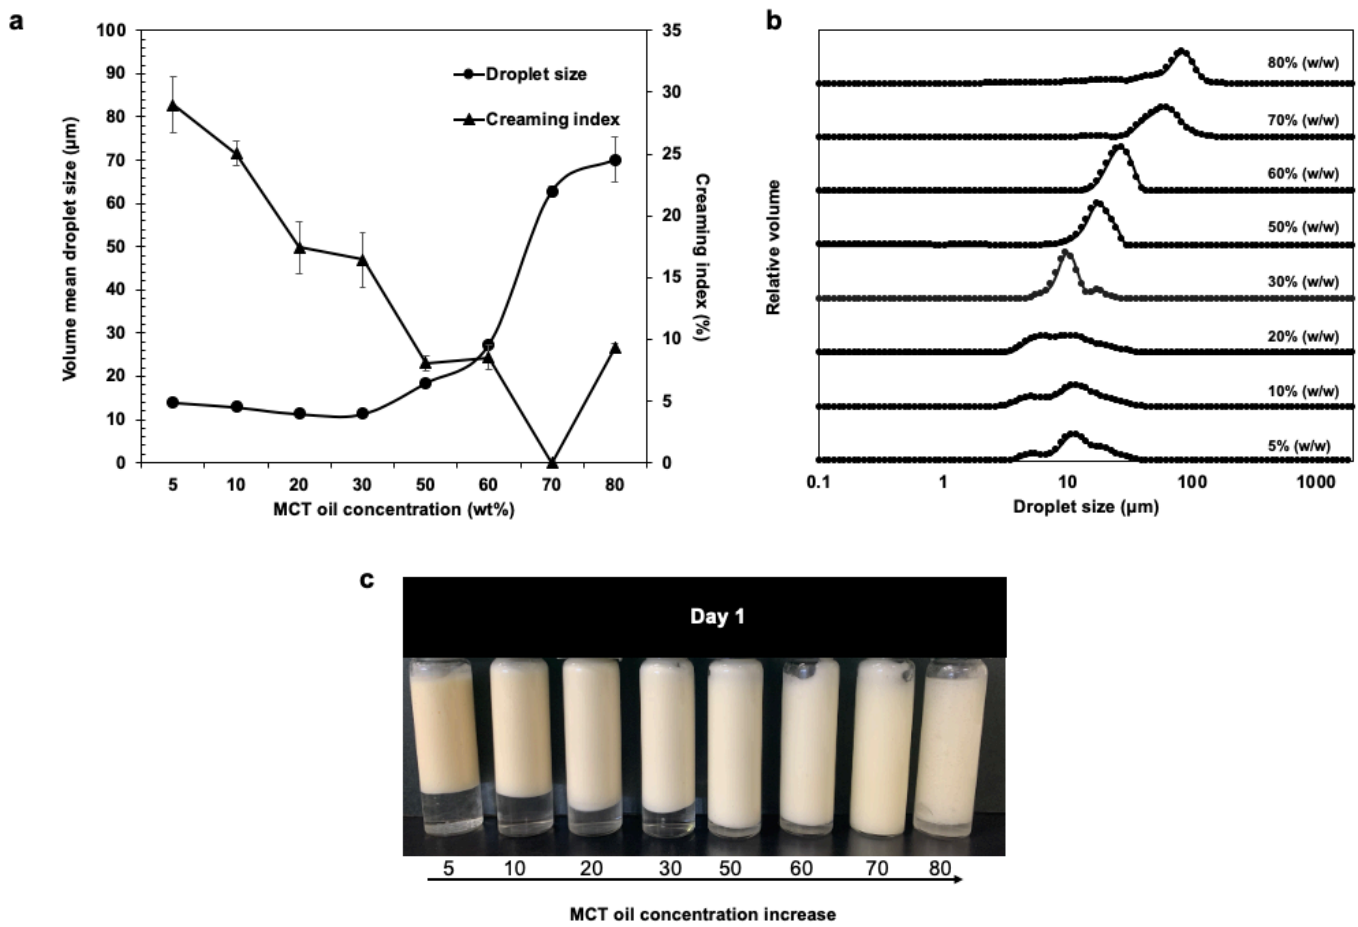 a
100
90
80
70
60
50
40
30
20
10
0
Volume mean droplet size (μm)
Droplet size
Creaming index
35
30
25
20
15
10
5
0
Creaming index (%)
5 10 20 30 50 60 70 80
MCT oil concentration (wt%)
b
Relative volume
80% (w/w)
70% (w/w)
60% (w/w)
50% (w/w)
30% (w/w)
20% (w/w)
10% (w/w)
5% (w/w)
0.1 1 10 100 1000
Droplet size (μm)
c
Day 1
5 10 20 30 50 60 70 80
MCT oil concentration increase